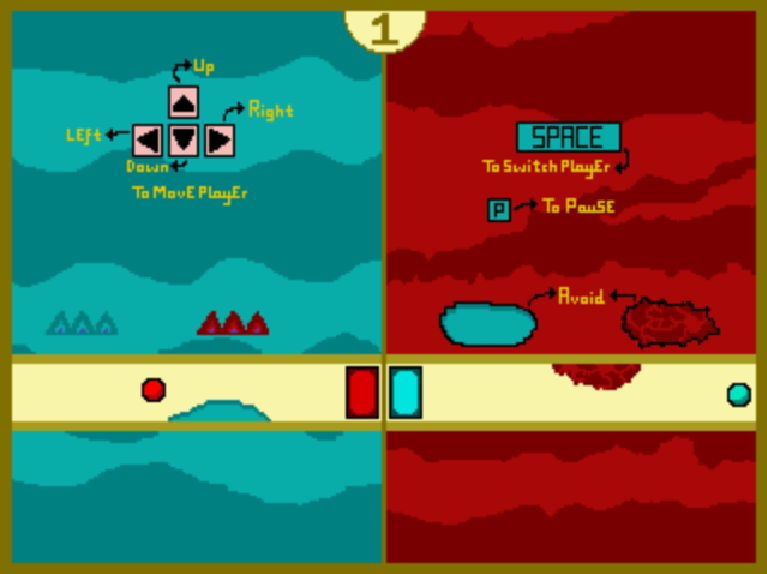 1
Up
Right
LEft
Down
To MovE PlayEr
SPACE
To Switch PlayEr
P
To PauSE
Avoid